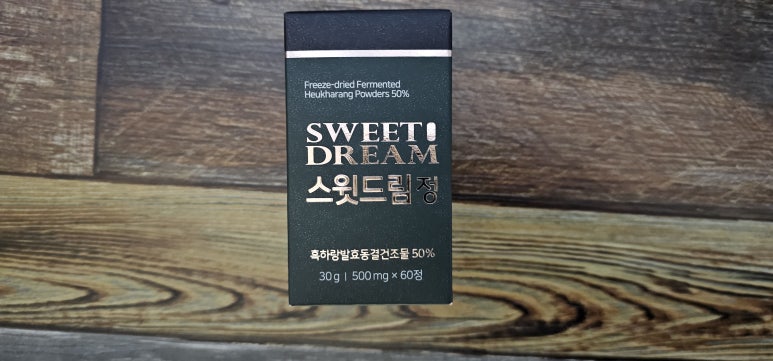 Freeze-dried Fermented
Heukharang Powders 50%
SWEET
DREAM
스윗드림 정
흑하랑발효동결건조물 50%
30g | 500mg × 60정